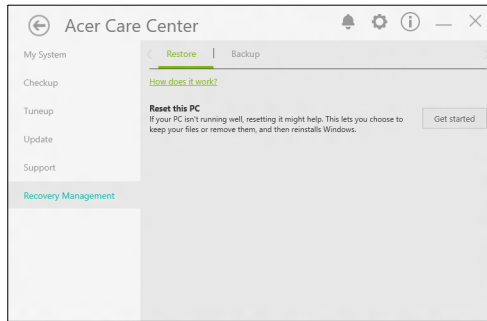 Acer Care Center
My System
Restore
Backup
Checkup
How does it work?
Tuneup
Reset this PC
If your PC isn't running well, resetting it might help. This lets you choose to
keep your files or remove them, and then reinstalls Windows.
Get started
Update
Support
Recovery Management